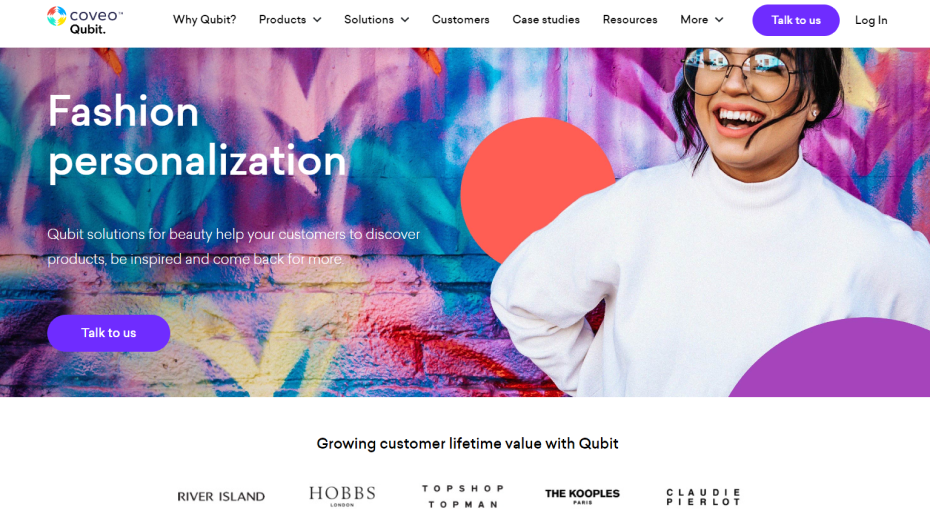 coveo™
Qubit.
Why Qubit? Products Solutions Customers Case studies Resources More Talk to us Log In
Fashion
personalization
Qubit solutions for beauty help your customers to discover
products, be inspired and come back for more.
Talk to us
Growing customer lifetime value with Qubit
RIVER ISLAND
HOBBS
LONDON
TOPSHOP
TOPMAN
THE KOOPLES
PARIS
CLAUDIE
PIERLOT